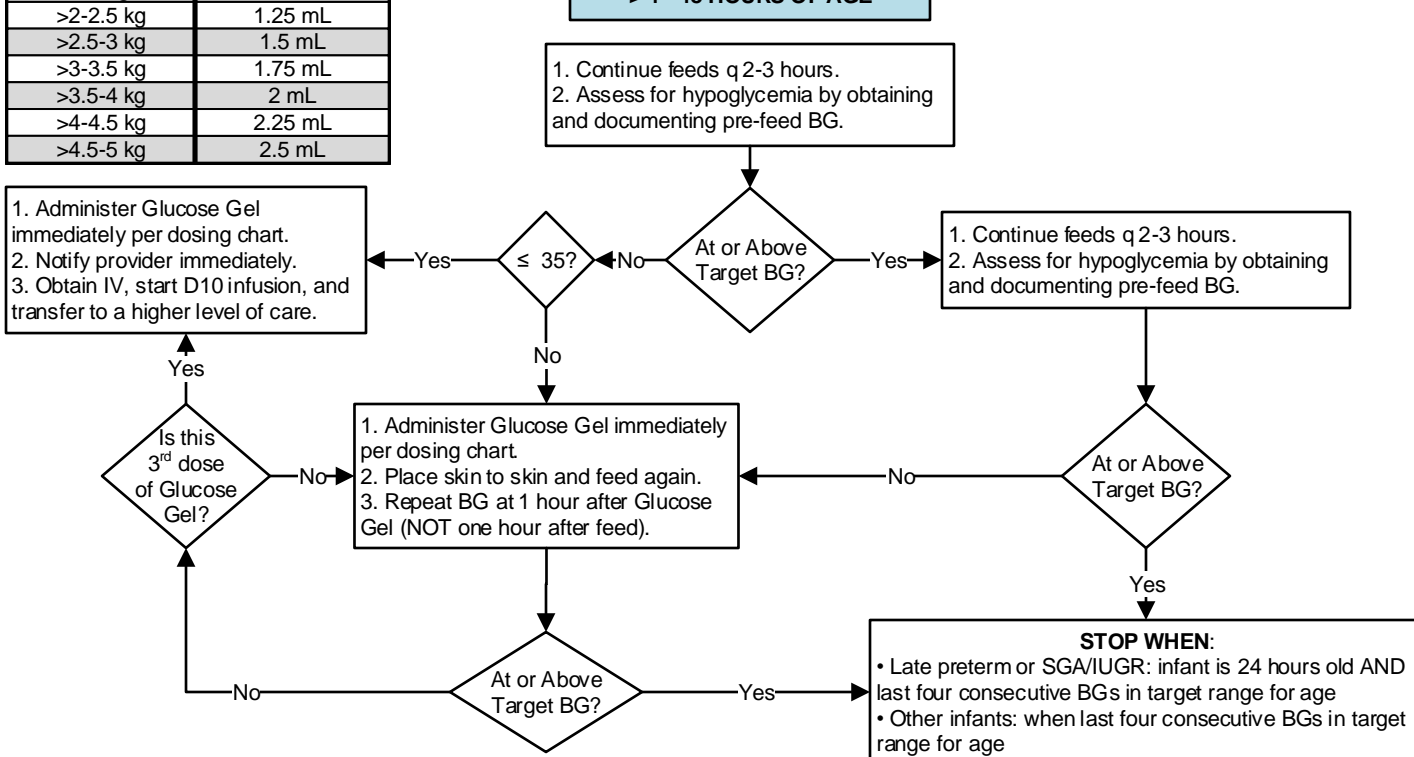 >2-2.5 kg 1.25 mL
>2.5-3 kg 1.5 mL
>3-3.5 kg 1.75 mL
>3.5-4 kg 2 mL
>4-4.5 kg 2.25 mL
>4.5-5 kg 2.5 mL
HOURS OF AGE
1. Continue feeds q 2-3 hours.
2. Assess for hypoglycemia by obtaining
and documenting pre-feed BG.
At or Above
Target BG?
No
Yes
≤ 35?
Yes
No
1. Administer Glucose Gel
immediately per dosing chart.
2. Notify provider immediately.
3. Obtain IV, start D10 infusion, and
transfer to a higher level of care.
1. Continue feeds q 2-3 hours.
2. Assess for hypoglycemia by obtaining
and documenting pre-feed BG.
Yes
Is this
3rd dose
of Glucose
Gel?
No
1. Administer Glucose Gel immediately
per dosing chart.
2. Place skin to skin and feed again.
3. Repeat BG at 1 hour after Glucose
Gel (NOT one hour after feed).
No
At or Above
Target BG?
Yes
No
At or Above
Target BG?
Yes
STOP WHEN:
• Late preterm or SGA/IUGR: infant is 24 hours old AND
last four consecutive BGs in target range for age
• Other infants: when last four consecutive BGs in target
range for age